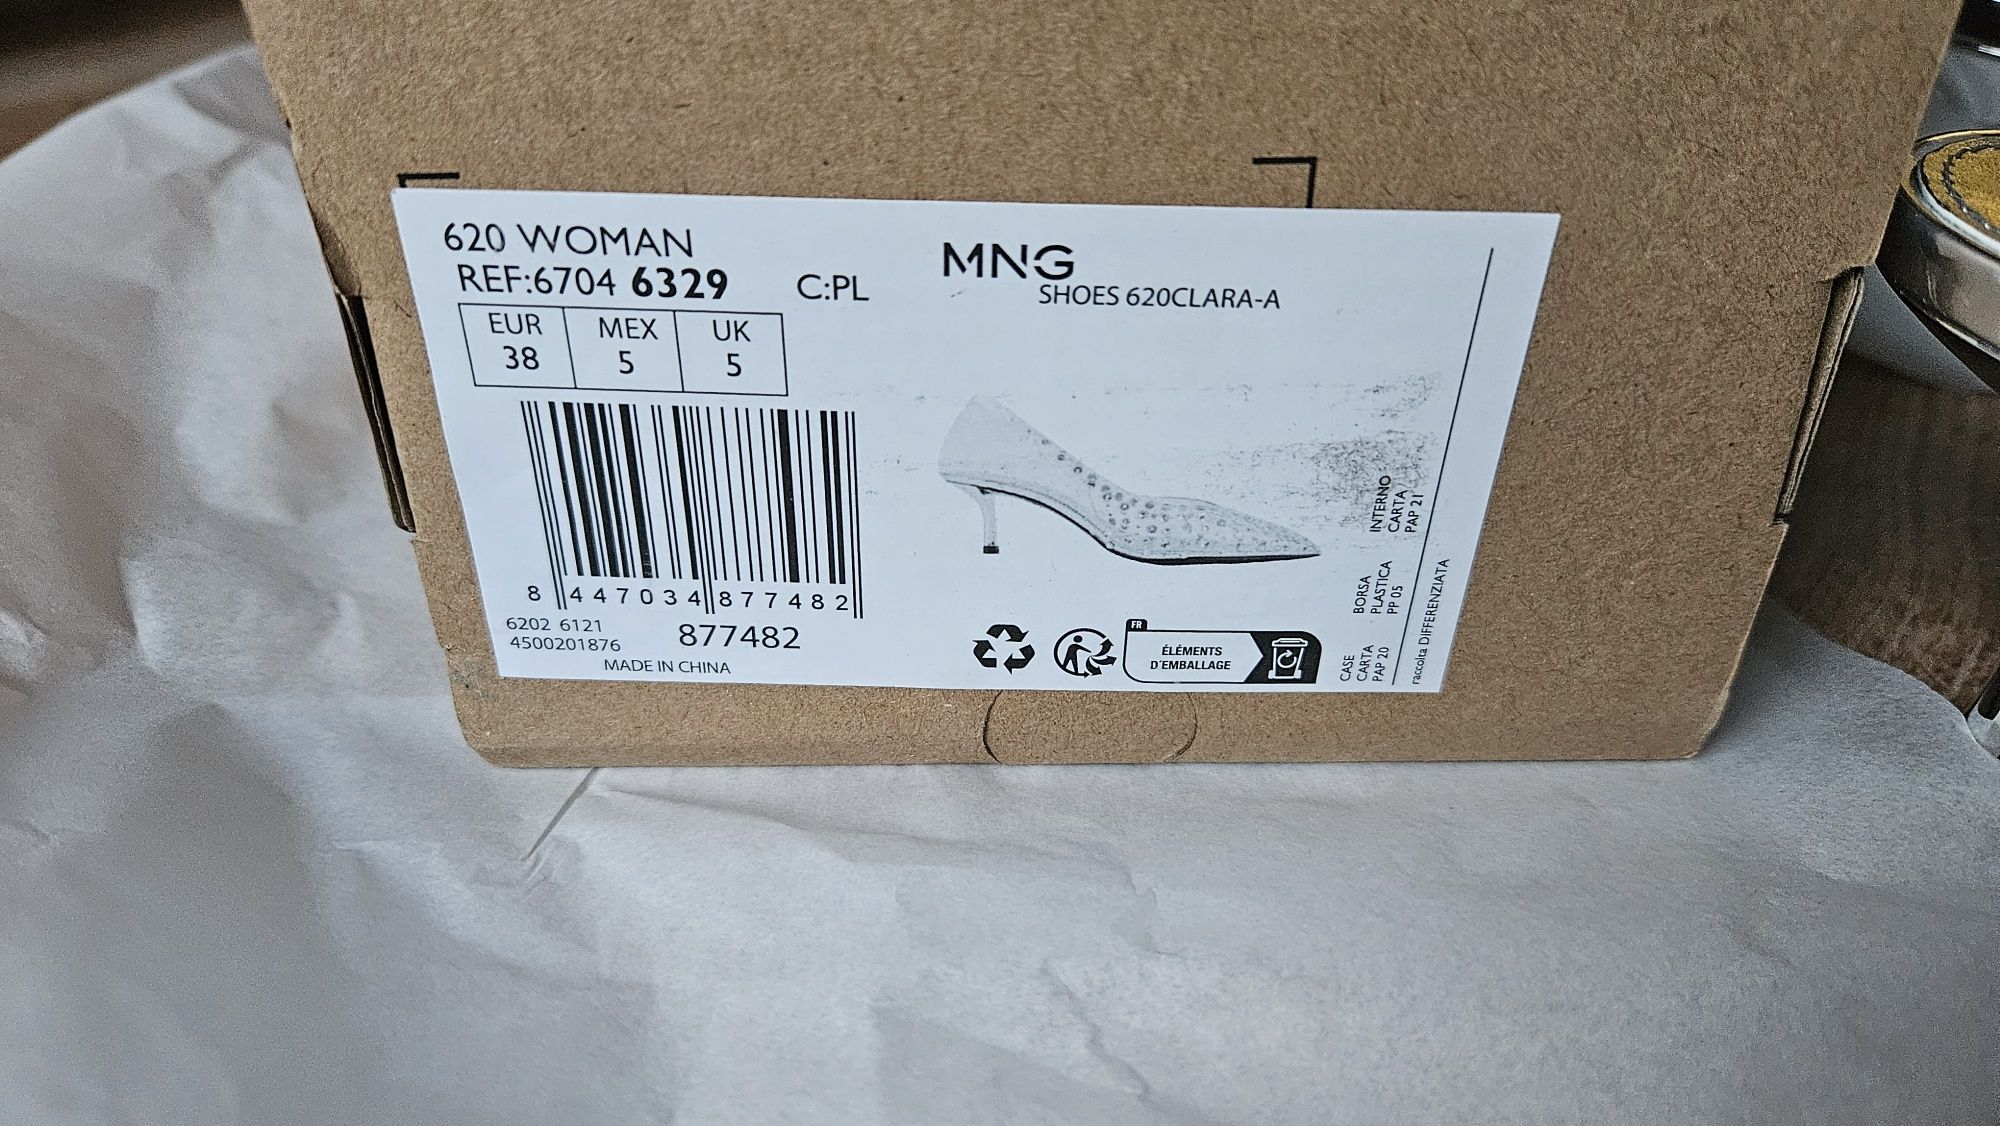 620 WOMAN
REF:6704 6329 C:PL
EUR MEX UK
38 5 5
8 447034 877482
6202 6121
4500201876
877482
MADE IN CHINA
MNG
SHOES 620CLARA-A
FR
ÉLÉMENTS
D'EMBALLAGE
CASE
CARTA
PAP 20
BORSA
PLASTICA
PP 05
INTERNO
CARTA
PAP 21
raccolta DIFFERENZIATA